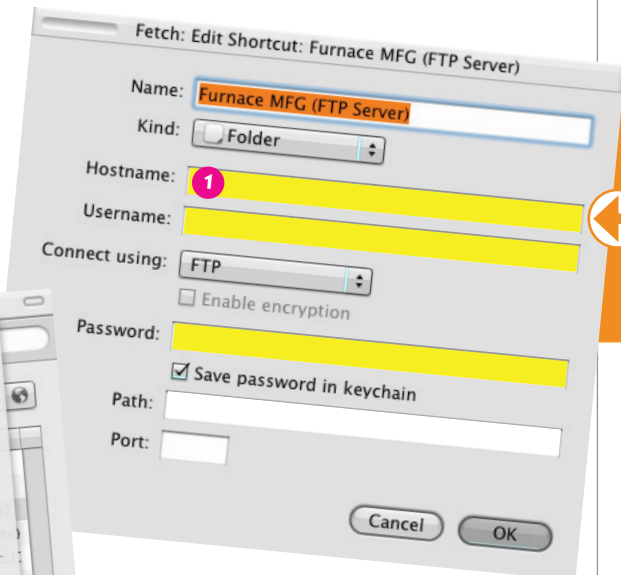 Fetch: Edit Shortcut: Furnace MFG (FTP Server)
Name: Furnace MFG (FTP Server)
Kind: Folder
Hostname: 1
Username:
Connect using: FTP
Enable encryption
Password:
Save password in keychain
Path:
Port:
Cancel OK